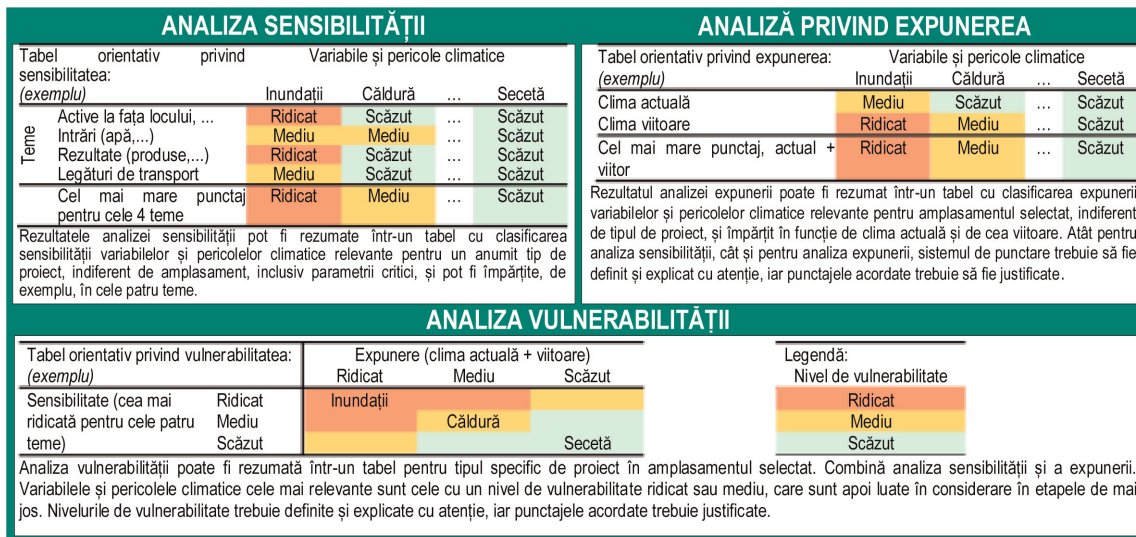 ANALIZA SENSIBILITĂȚII
Tabel orientativ privind sensibilitatea:
Variabile și pericole climatice
(exemplu) Inundații Căldură … Secetă
Teme
Active la fața locului, … Ridicat Scăzut … Scăzut
Intrări (apă,...) Mediu Mediu … Scăzut
Rezultate (produse,...) Ridicat Scăzut … Scăzut
Legături de transport Mediu Scăzut … Scăzut
Cel mai mare punctaj Ridicat Mediu … Scăzut
pentru cele 4 teme
Rezultatele analizei sensibilității pot fi rezumate într-un tabel cu clasificarea
sensibilității variabilelor și pericolelor climatice relevante pentru un anumit tip de
proiect, indiferent de amplasament, inclusiv parametrii critici, și pot fi împărțite, de
exemplu, în cele patru teme.
ANALIZĂ PRIVIND EXPUNEREA
Tabel orientativ privind expunerea: Variabile și pericole climatice
(exemplu) Inundații Căldură … Secetă
Clima actuală Mediu Scăzut … Scăzut
Clima viitoare Ridicat Mediu … Scăzut
Cel mai mare punctaj, actual + Ridicat Mediu … Scăzut
viitor
Rezultatul analizei expunerii poate fi rezumat într-un tabel cu clasificarea expunerii
variabilelor și pericolelor climatice relevante pentru amplasamentul selectat, indiferent
de tipul de proiect, și împărțit în funcție de clima actuală și de cea viitoare. Atât pentru
analiza sensibilității, cât și pentru analiza expunerii, sistemul de punctare trebuie să fie
definit și explicat cu atenție, iar punctajele acordate trebuie să fie justificate.
ANALIZA VULNERABILITĂȚII
Tabel orientativ privind vulnerabilitatea: Expunere (clima actuală + viitoare)
(exemplu) Ridicat Mediu Scăzut
Sensibilitate (cea mai Ridicat Inundații
ridicată pentru cele patru Mediu Căldură
teme) Scăzut Secetă
Legendă:
Nivel de vulnerabilitate
Ridicat
Mediu
Scăzut
Analiza vulnerabilității poate fi rezumată într-un tabel pentru tipul specific de proiect în amplasamentul selectat. Combină analiza sensibilității și a expunerii.
Variabilele și pericolele climatice cele mai relevante sunt cele cu un nivel de vulnerabilitate ridicat sau mediu, care sunt apoi luate în considerare în etapele de mai
jos. Nivelurile de vulnerabilitate trebuie definite și explicate cu atenție, iar punctajele acordate trebuie justificate.